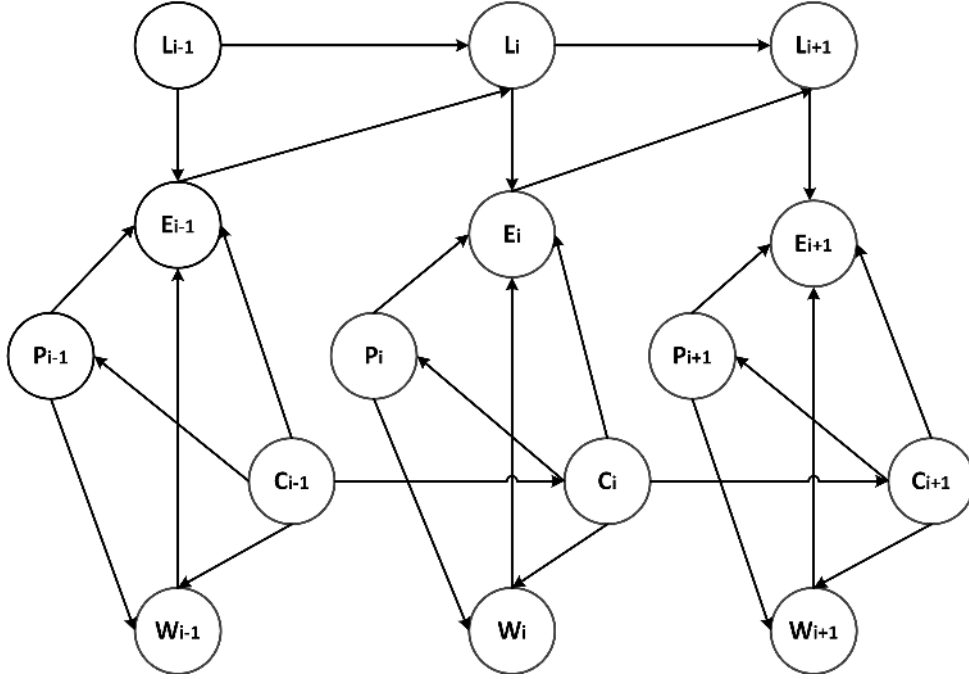 Li-1 Li Li+1
Ei-1 Ei Ei+1
Pi-1 Pi Pi+1
Ci-1 Ci Ci+1
Wi-1 Wi Wi+1